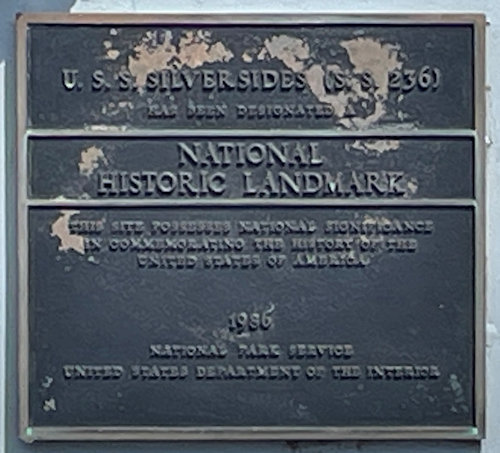 U. S. S. SILVERSIDES (S. S. 236)
HAS BEEN DESIGNATED A
NATIONAL
HISTORIC LANDMARK
THIS SITE POSSESSES NATIONAL SIGNIFICANCE
IN COMMEMORATING THE HISTORY OF THE
UNITED STATES OF AMERICA
1986
NATIONAL PARK SERVICE
UNITED STATES DEPARTMENT OF THE INTERIOR